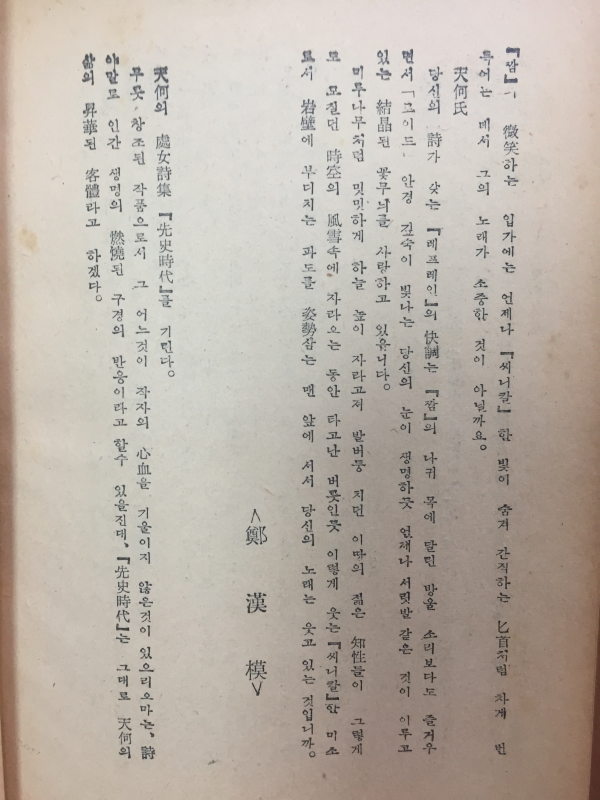 『짬』이 微笑하는 입가에는 언제나 『씨니칼』한 빛이 숨겨 간직하는 匕首처럼 차게 번
득이는 데서 그의 노래가 소중한 것이 아닐까요。
天何氏
당신의 詩가 갖는 『레프레인』의 快調는 『짬』의 나귀 목에 달린 방울 소리보다도 즐거우
면서 『로이드』 안경 깊숙이 빛나는 당신의 눈이 생명하듯 언제나 서릿발 같은 것이 이루고
있는 結晶된 꽃무늬를 사랑하고 있읍니다。
미루나무처럼 밋밋하게 하늘 높이 자라고저 발버둥 치던 이땅의 젊은 知性들이 그렇게
모 모질던 時空의 風雪속에 자라오는 동안 타고난 버릇인듯 이렇게 웃는『씨니칼』한 미소
로서 岩壁에 부디치는 파도를 姿勢삼는 맨 앞에 서서 당신의 노래는 웃고 있는 것입니까。
<鄭 漢 模>
天何의 處女詩集『先史時代』를 기린다。
무릇 창조된 작품으로서 그 어느것이 작자의 心血을 기울이지 않은것이 있으리오마는、詩
야말로 인간 생명의 燃燒된 구경의 반응이라고 할수 있을진대、『先史時代』는 그대로 天何의
삶의 昇華된 客體라고 하겠다。